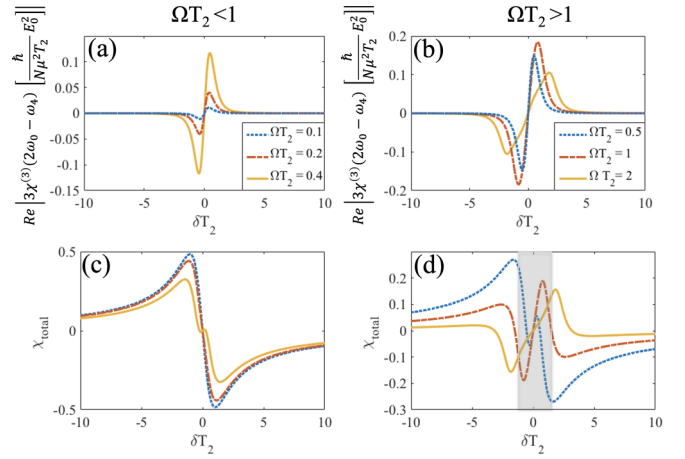 ΩT₂ <1
ΩT₂ >1
Re |3χ⁽³⁾(2ω₀ − ω₄) [ħ/Nμ²T₂ E₀²]||
(a)
0.1
0.05
0
-0.05
-0.1
-0.15
ΩT₂ = 0.1
ΩT₂ = 0.2
ΩT₂ = 0.4
-10 -5 0 5 10
δT₂
Re |3χ⁽³⁾(2ω₀ − ω₄) [ħ/Nμ²T₂ E₀²]||
(b)
0.2
0.1
0
-0.1
-0.2
ΩT₂ = 0.5
ΩT₂ = 1
Ω T₂= 2
-10 -5 0 5 10
δT₂
χtotal
(c)
0.5
0
-0.5
-10 -5 0 5 10
δT₂
χtotal
(d)
0.2
0.1
0
-0.1
-0.2
-0.3
-10 -5 0 5 10
δT₂